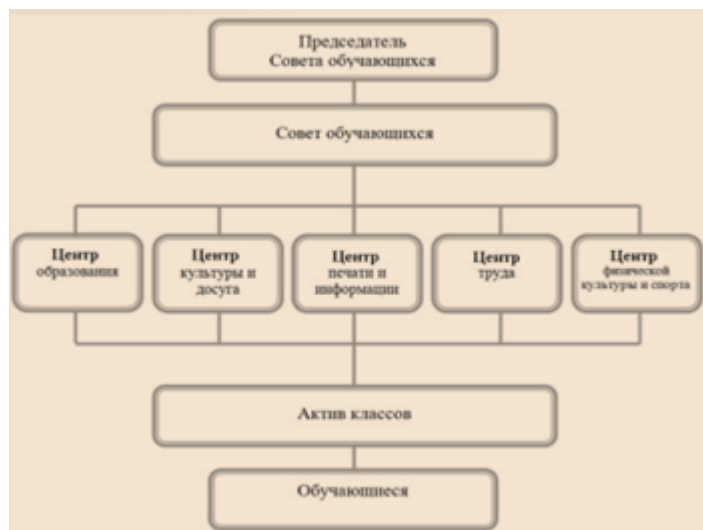 Председатель
Совета обучающихся
Совет обучающихся
Центр
образования
Центр
культуры и
досуга
Центр
печати и
информации
Центр
труда
Центр
физической
культуры и спорта
Актив классов
Обучающиеся